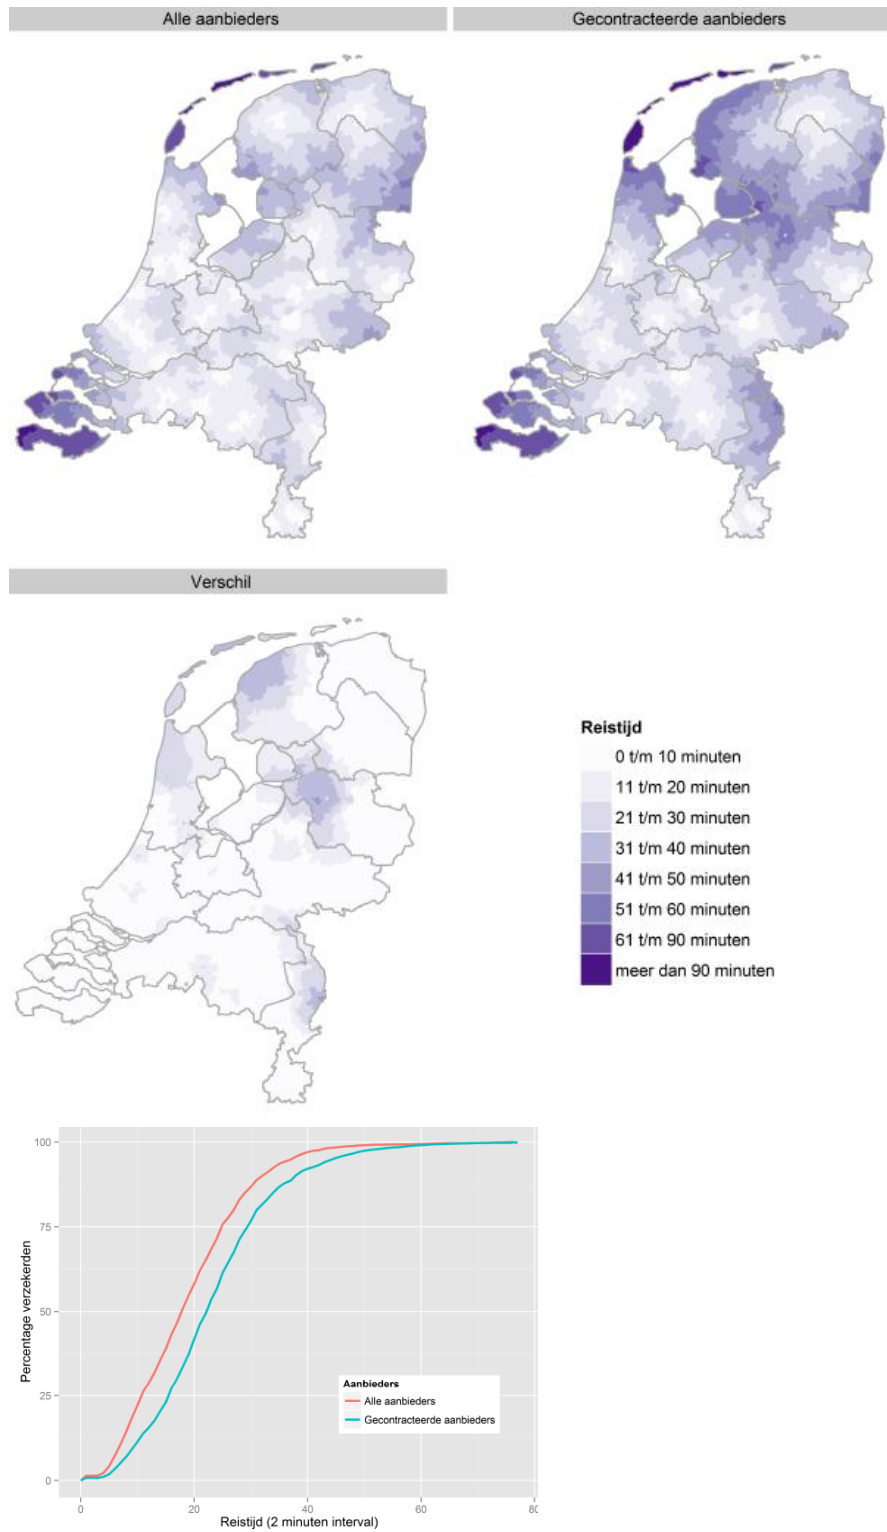 Alle aanbieders
Gecontracteerde aanbieders
Verschil
Reistijd
0 t/m 10 minuten
11 t/m 20 minuten
21 t/m 30 minuten
31 t/m 40 minuten
41 t/m 50 minuten
51 t/m 60 minuten
61 t/m 90 minuten
meer dan 90 minuten
100
75
50
25
0
Percentage verzekerden
Aanbieders
Alle aanbieders
Gecontracteerde aanbieders
0 20 40 60 80
Reistijd (2 minuten interval)